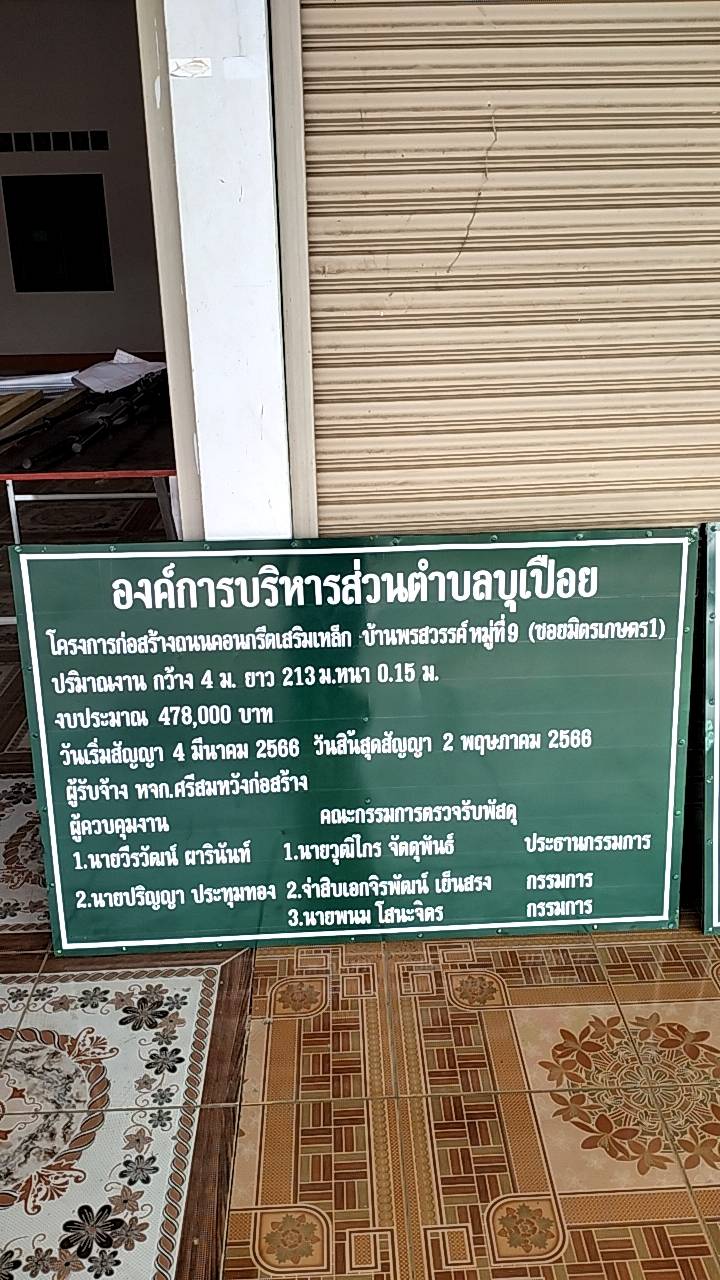 องค์การบริหารส่วนตำบลบุเปือย
โครงการก่อสร้างถนนคอนกรีตเสริมเหล็ก บ้านพรสวรรค์หมู่ที่9 (ซอยมิตรเกษตร1)
ปริมาณงาน กว้าง 4 ม. ยาว 213ม.หนา 0.15 ม.
งบประมาณ 478,000 บาท
วันเริ่มสัญญา 4 มีนาคม 2566 วันสิ้นสุดสัญญา 2 พฤษภาคม 2566
ผู้รับจ้าง หจก.ศรีสมหวังก่อสร้าง
ผู้ควบคุมงาน คณะกรรมการตรวจรับพัสดุ
1.นายวีรวัฒน์ ผารินันท์ 1.นายวุฒิไกร จัตตุพันธ์ ประธานกรรมการ
2.นายปริญญา ประทุมทอง 2.จ่าสิบเอกจิรพัฒน์ เย็นสรง กรรมการ
3.นายพนม โสนะจิตร กรรมการ